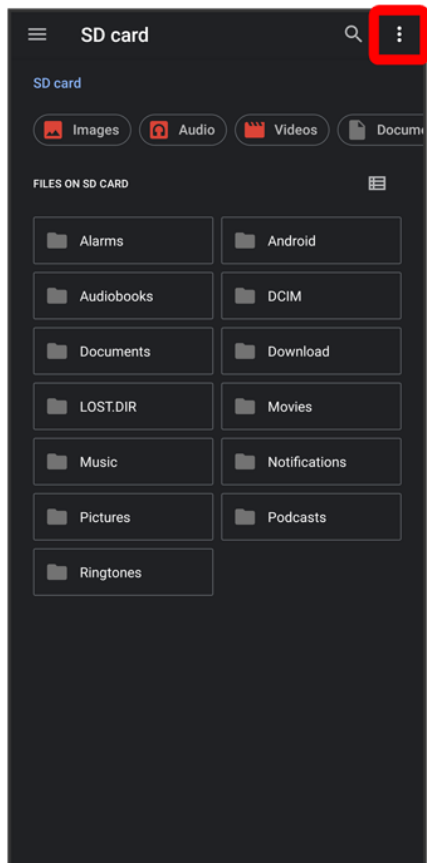 SD card
SD card
Images Audio Videos Docum
FILES ON SD CARD
Alarms Android
Audiobooks DCIM
Documents Download
LOST.DIR Movies
Music Notifications
Pictures Podcasts
Ringtones